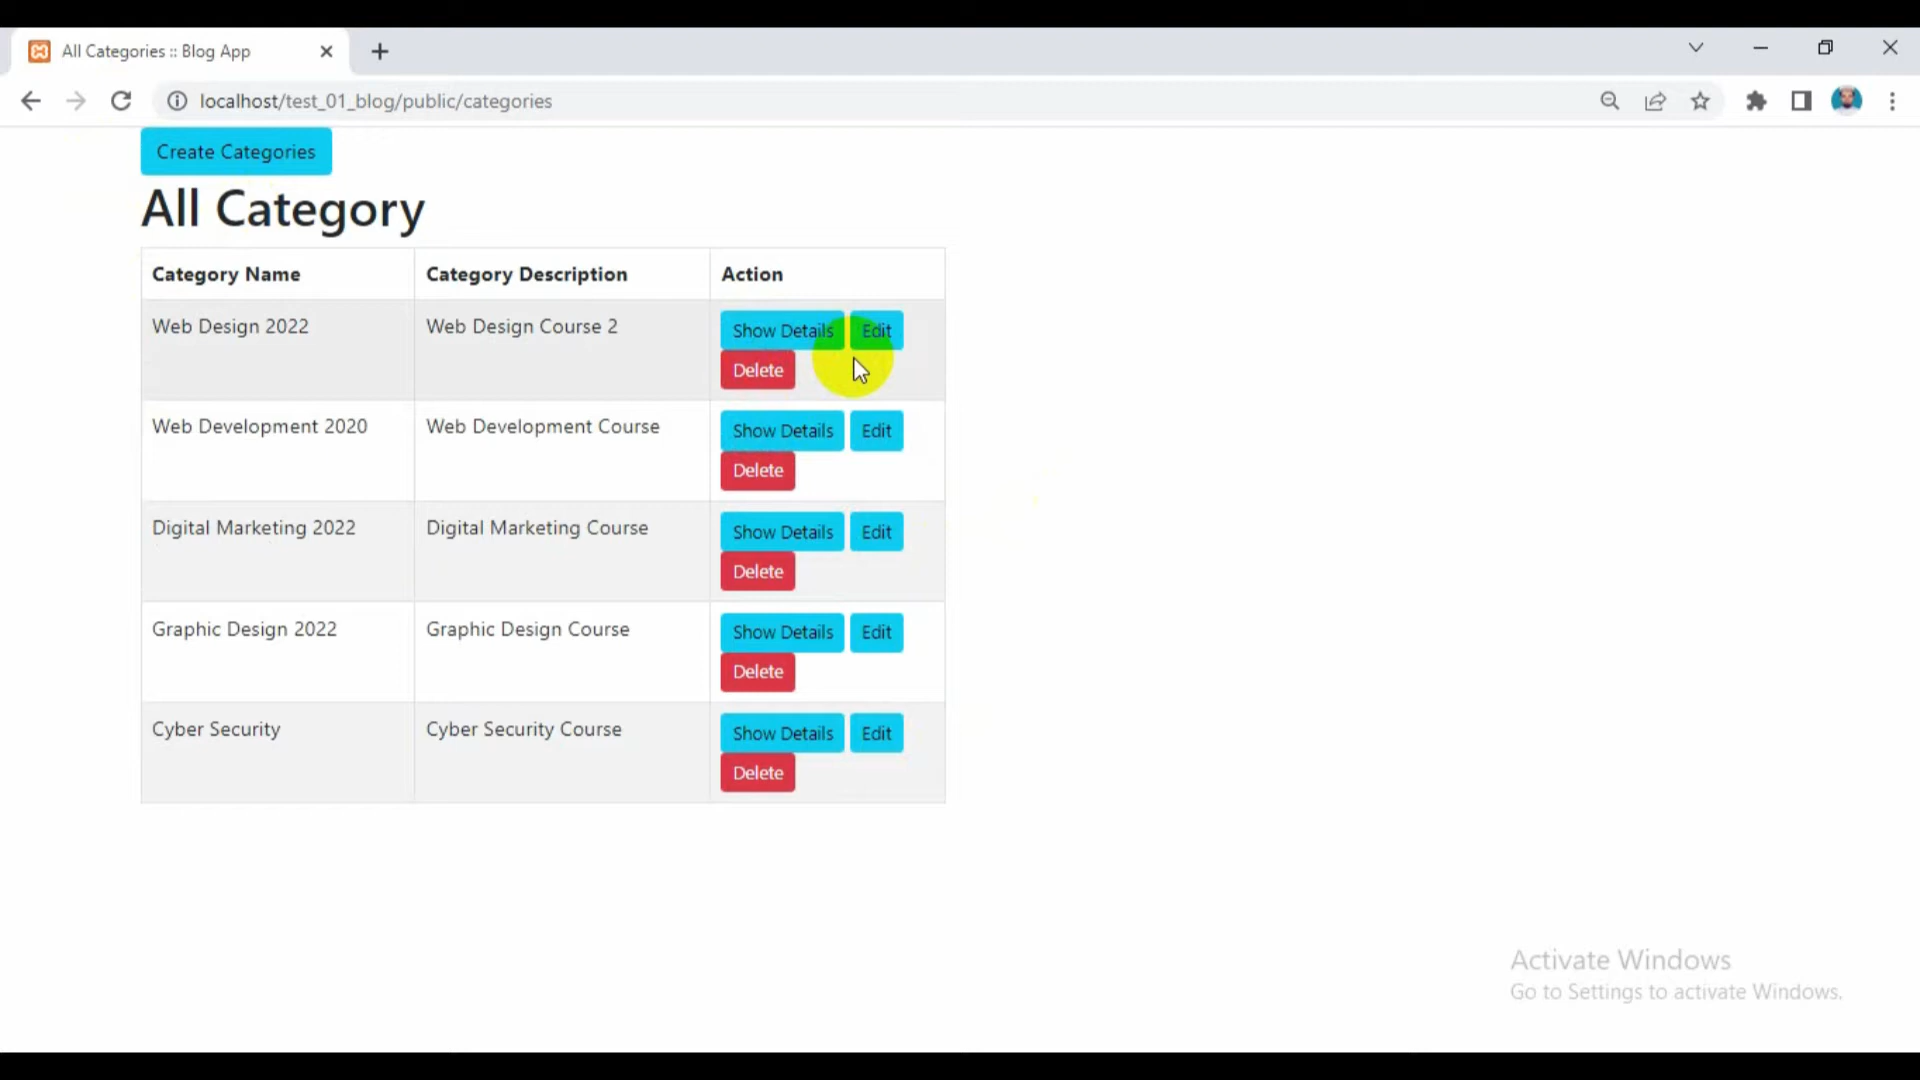 All Categories :: Blog App
localhost/test_01_blog/public/categories
Create Categories
All Category
Category Name Category Description Action
Web Design 2022 Web Design Course 2 Show Details Edit
Delete
Web Development 2020 Web Development Course Show Details Edit
Delete
Digital Marketing 2022 Digital Marketing Course Show Details Edit
Delete
Graphic Design 2022 Graphic Design Course Show Details Edit
Delete
Cyber Security Cyber Security Course Show Details Edit
Delete
Activate Windows
Go to Settings to activate Windows.